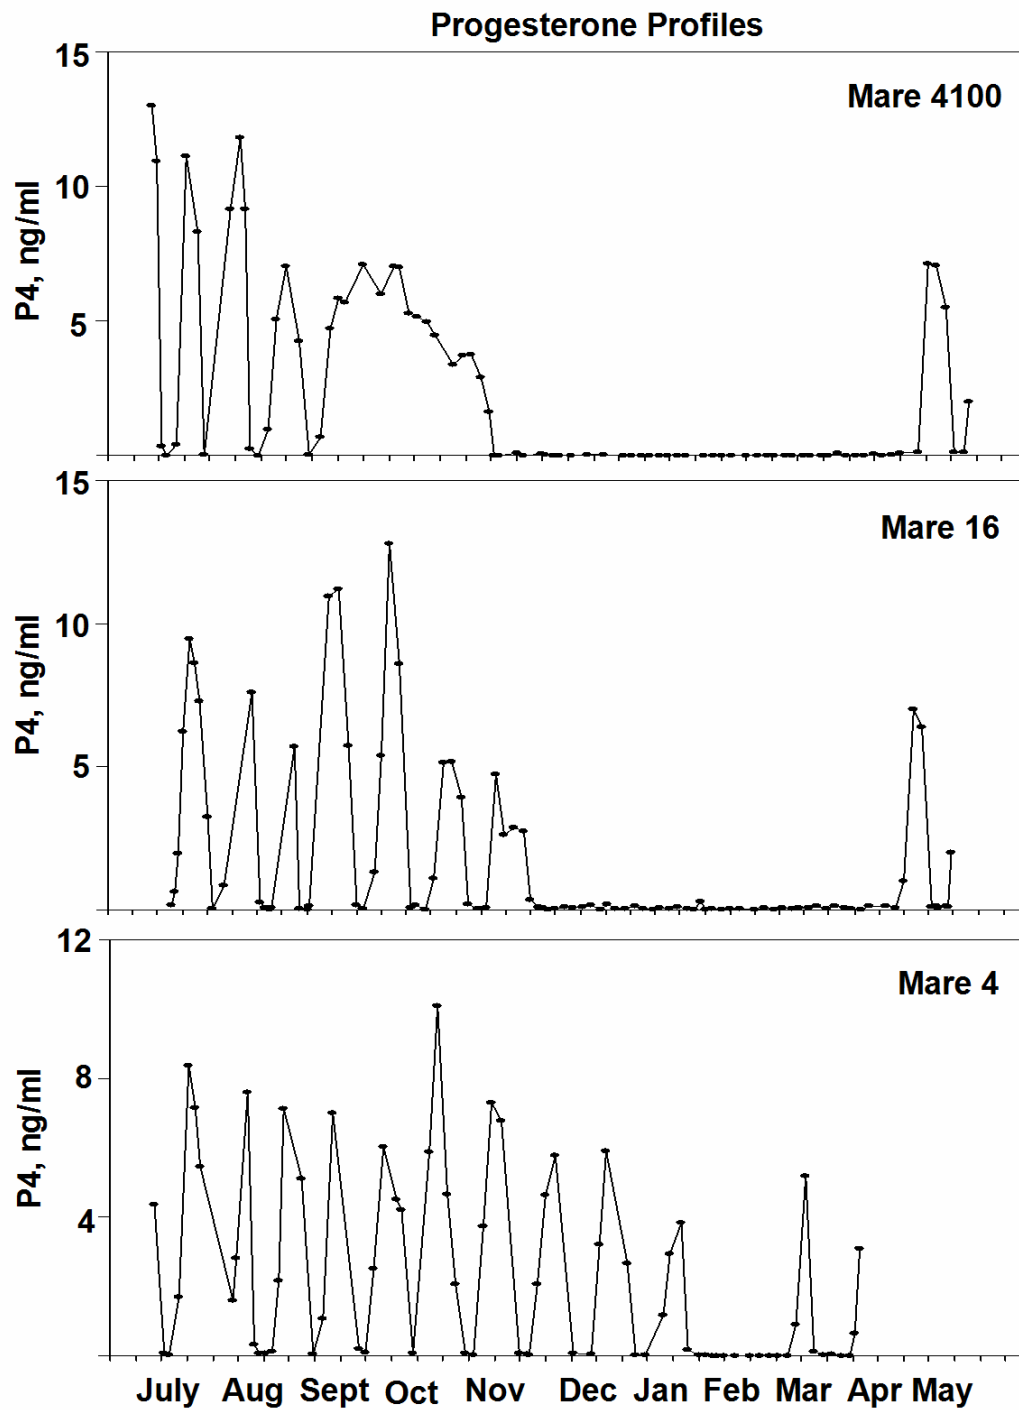 Progesterone Profiles
15
Mare 4100
10
P4, ng/ml
5
15
Mare 16
10
P4, ng/ml
5
12
Mare 4
8
P4, ng/ml
4
July Aug Sept Oct Nov Dec Jan Feb Mar Apr May